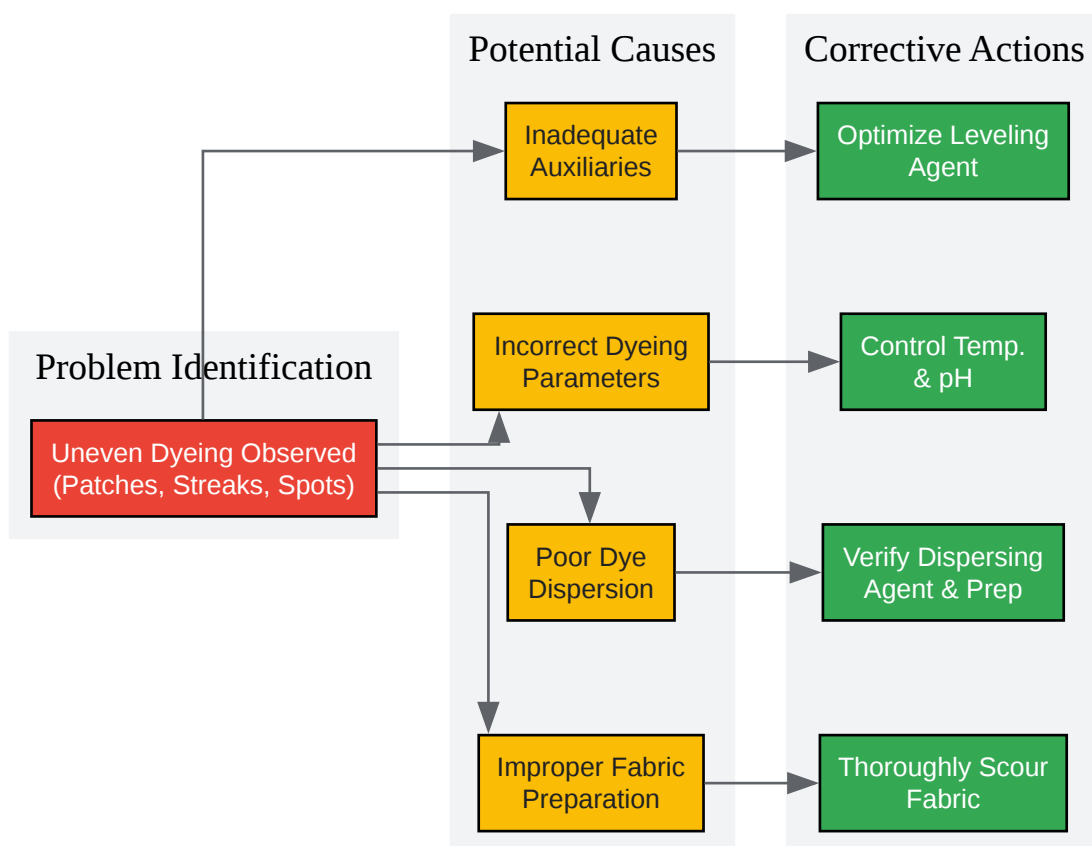 Potential Causes
Corrective Actions
Inadequate
Auxiliaries
Optimize Leveling
Agent
Problem Identification
Uneven Dyeing Observed
(Patches, Streaks, Spots)
Incorrect Dyeing
Parameters
Control Temp.
& pH
Poor Dye
Dispersion
Verify Dispersing
Agent & Prep
Improper Fabric
Preparation
Thoroughly Scour
Fabric